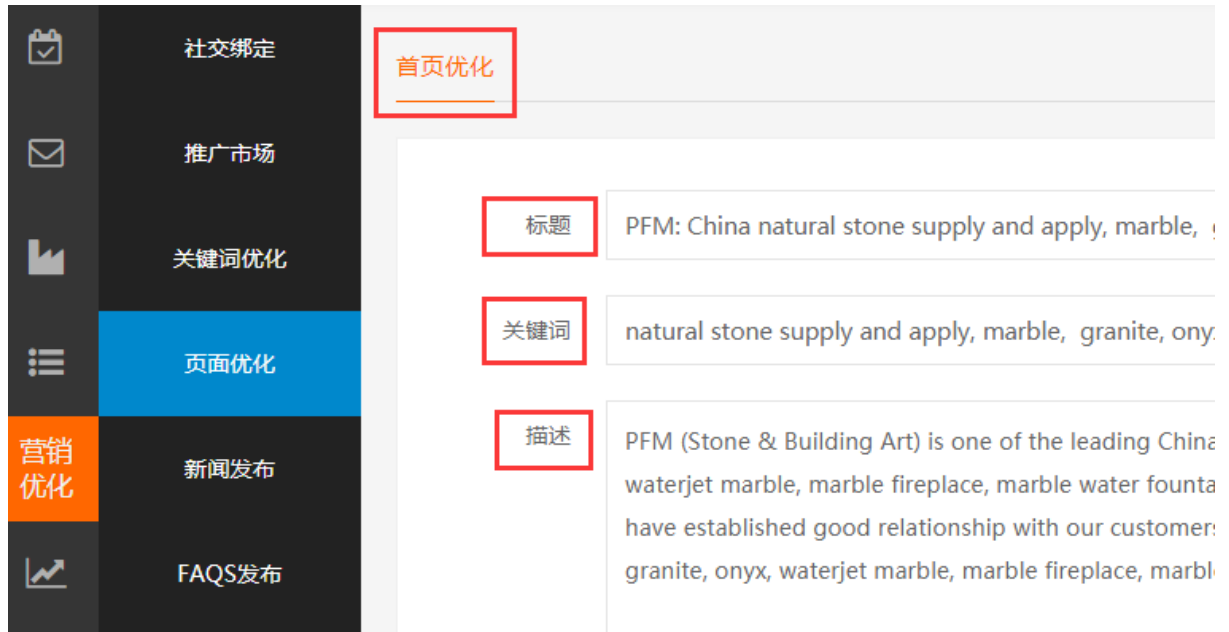 社交绑定
推广市场
关键词优化
页面优化
新闻发布
FAQS发布
营销
优化
首页优化
标题
PFM: China natural stone supply and apply, marble,
关键词
natural stone supply and apply, marble, granite,
描述
PFM (Stone & Building Art) is one of the leading China
waterjet marble, marble fireplace, marble water
have established good relationship with our
granite, onyx, waterjet marble, marble fireplace,